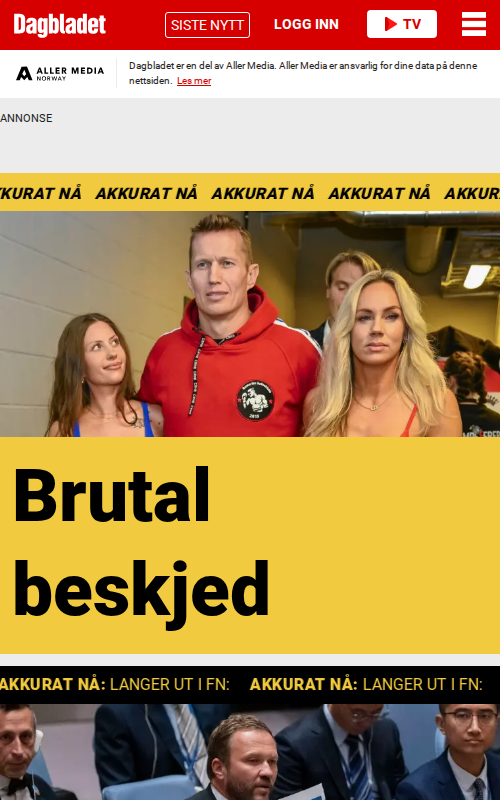 Dagbladet
SISTE NYTT
LOGG INN
TV
ALLER MEDIA
NORWAY
Dagbladet er en del av Aller Media. Aller Media er ansvarlig for dine data på denne
nettsiden. Les mer
ANNONSE
KURAT NÅ AKKURAT NÅ AKKURAT NÅ AKKURAT NÅ AKKUR
Brutal
beskjed
AKKURAT NÅ: LANGER UT I FN: AKKURAT NÅ: LANGER UT I FN: